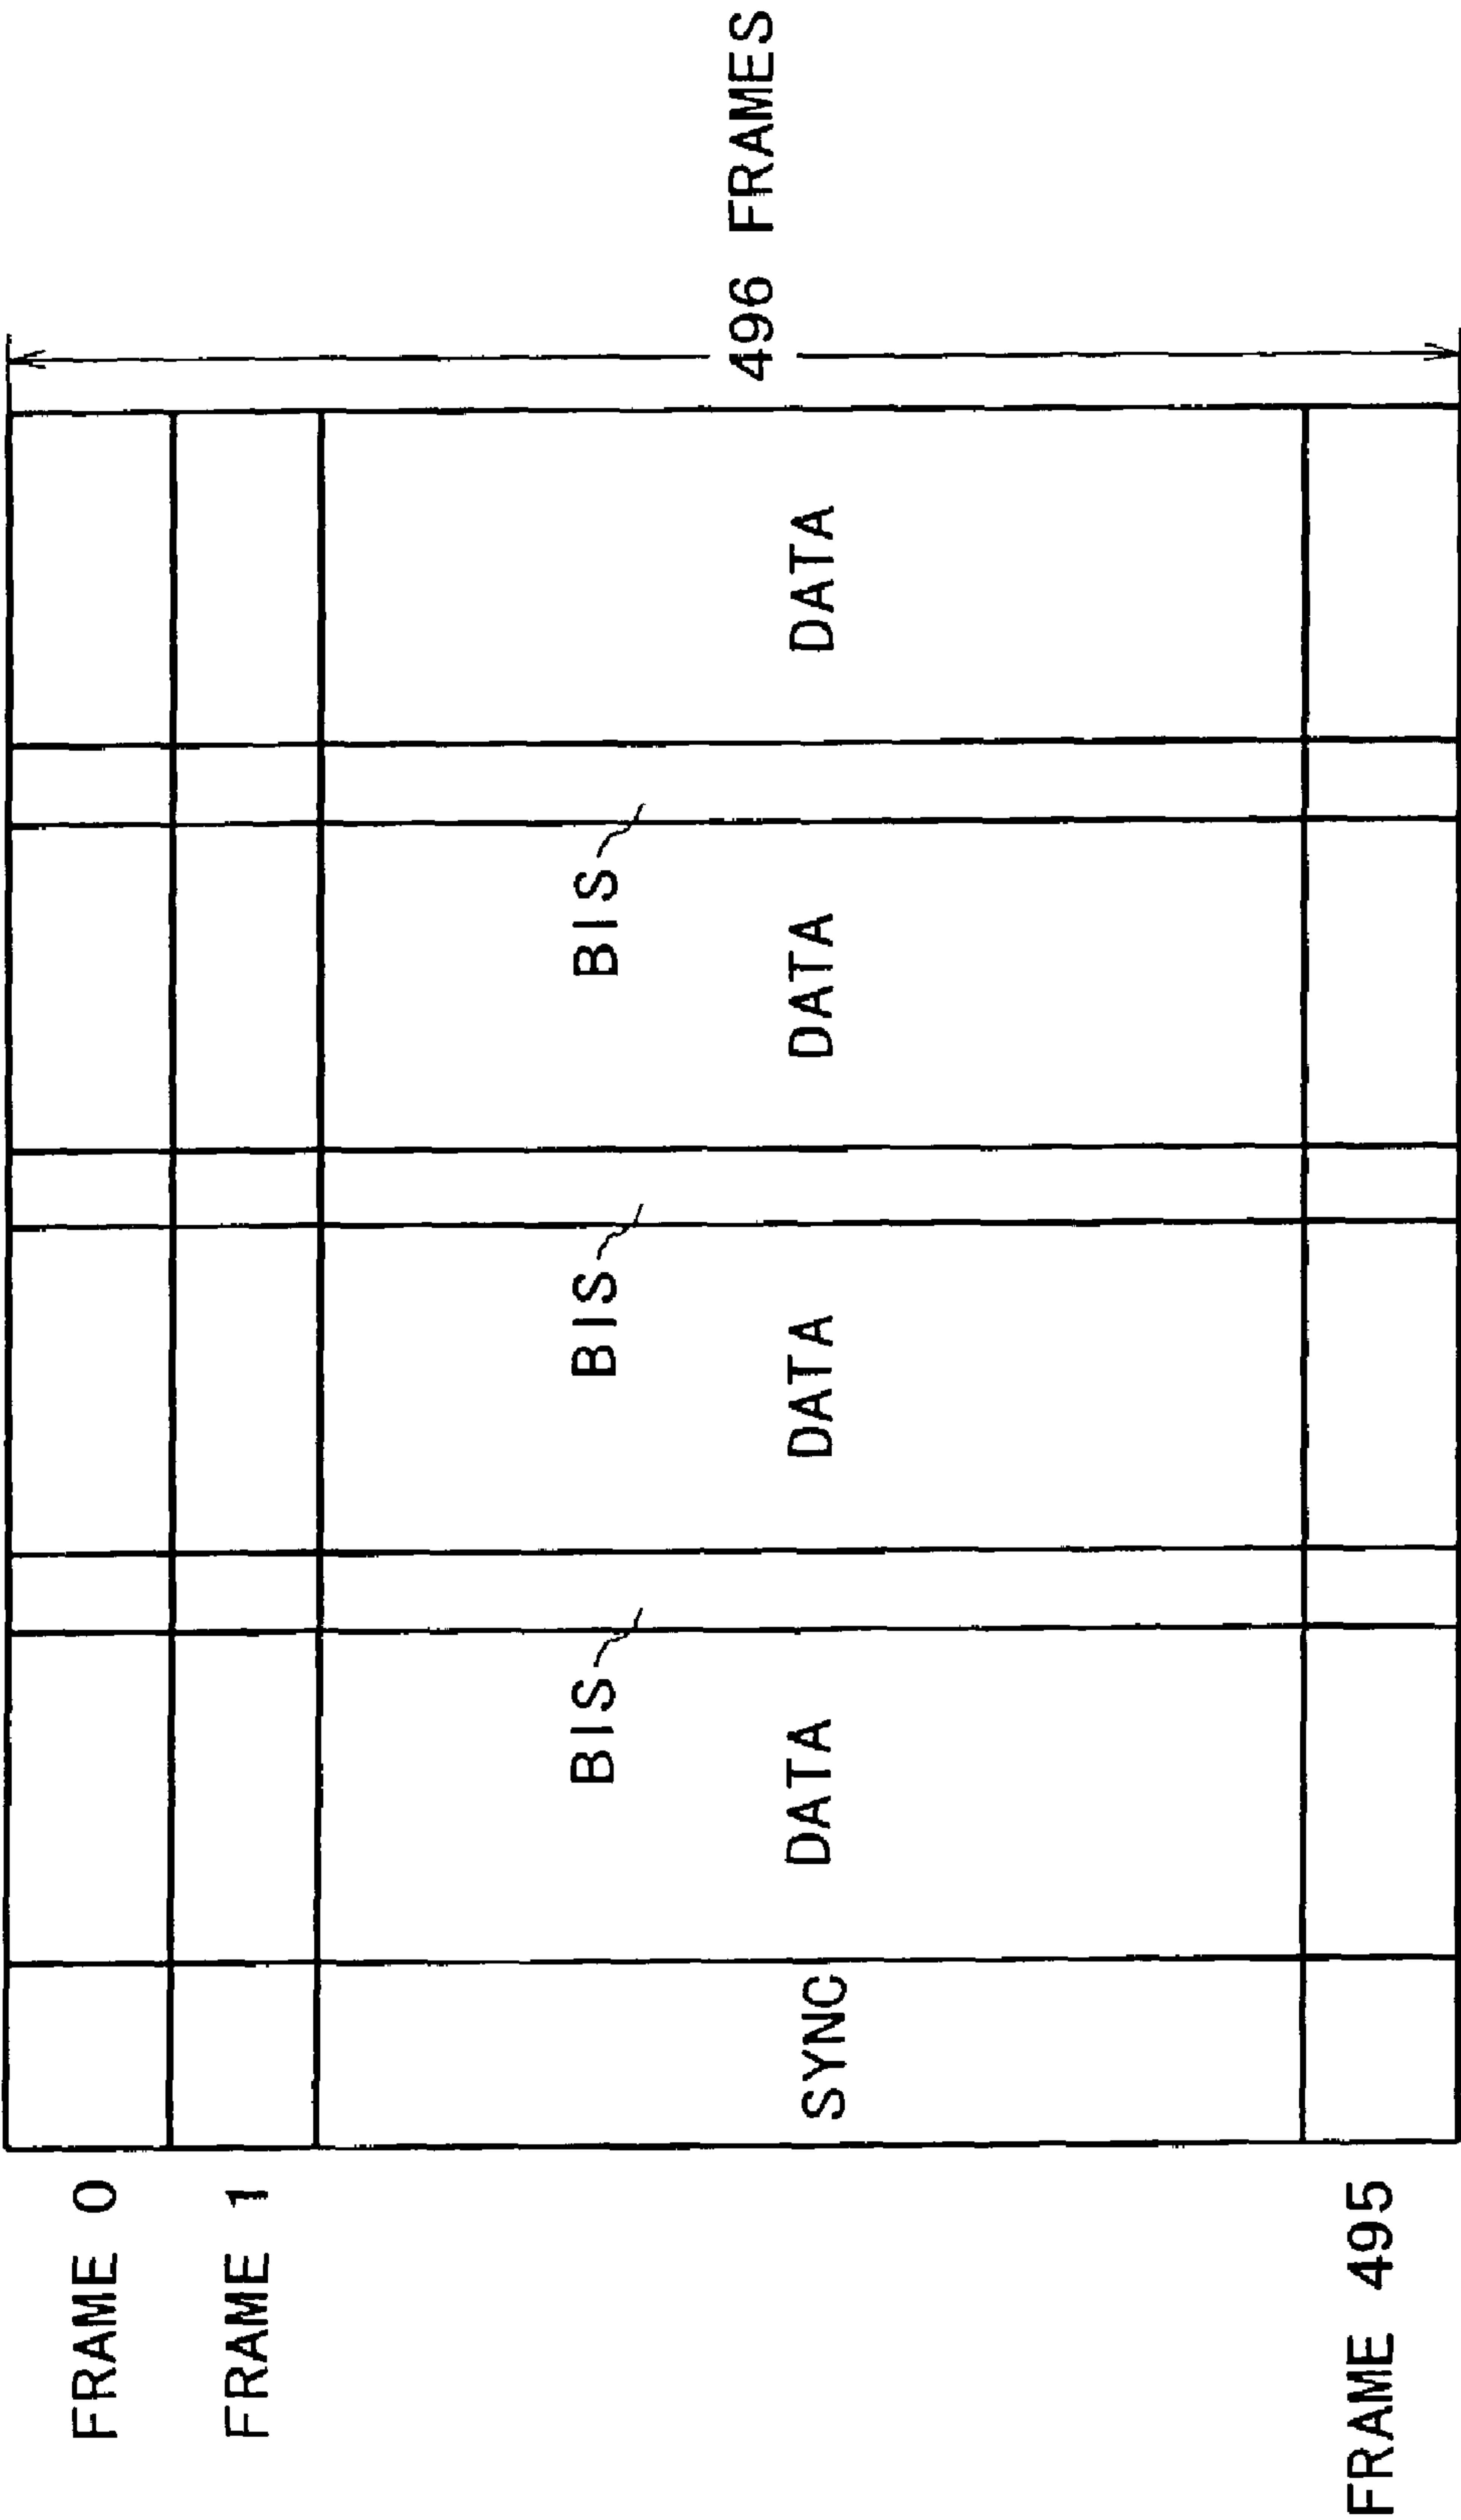 FRAME 0
FRAME 1
BIS BIS BIS
496 FRAMES
SYNC DATA DATA DATA DATA
FRAME 495